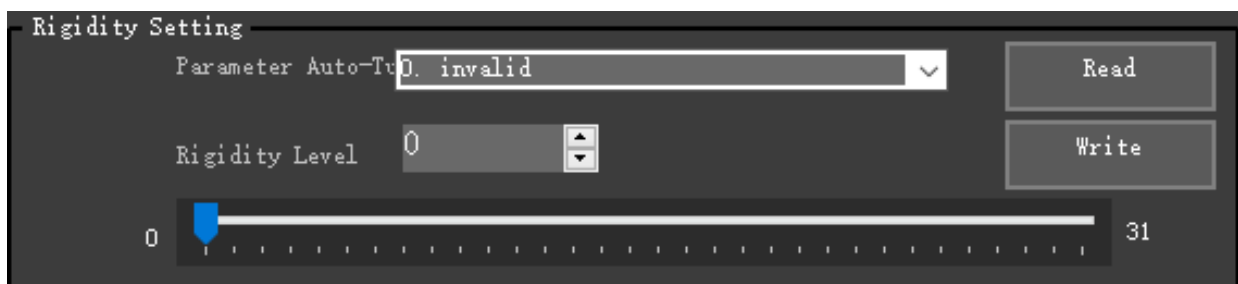 Rigidity Setting
Parameter Auto-Tu 0. invalid
Read
Rigidity Level 0
Write
0 31